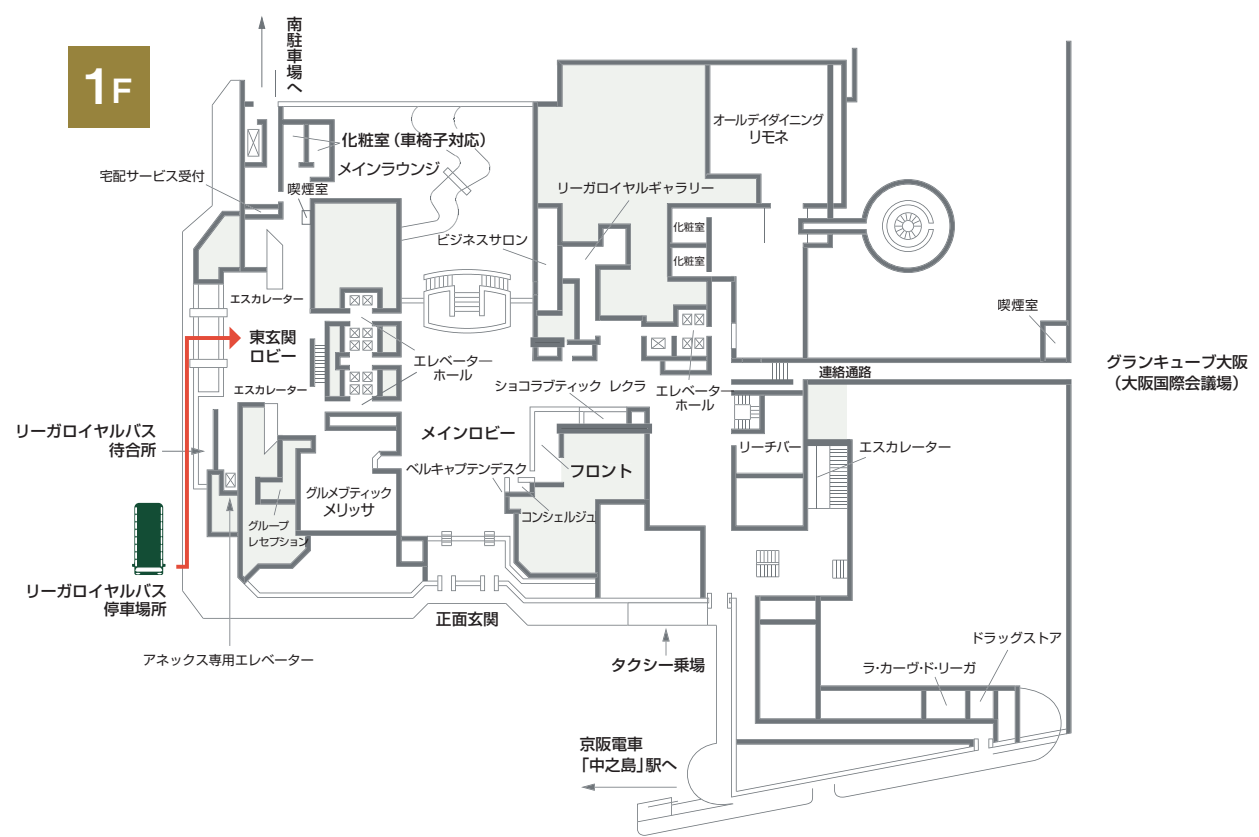 1F
南駐車場へ
化粧室（車椅子対応）
メインラウンジ
宅配サービス受付
喫煙室
オールデイダイニング
リモネ
リーガロイヤルギャラリー
化粧室
化粧室
ビジネスサロン
エスカレーター
東玄関
ロビー
エスカレーター
エレベーター
ホール
ショコラブティック レクラ
エレベーター
ホール
喫煙室
連絡通路
グランキューブ大阪
（大阪国際会議場）
リーガロイヤルバス
待合所
メインロビー
ベルキャプテンデスク
フロント
コンシェルジュ
リーチバー
エスカレーター
グルメブティック
メリッサ
グループ
レセプション
リーガロイヤルバス
停車場所
正面玄関
アネックス専用エレベーター
タクシー乗場
ドラッグストア
ラ・カーヴ・ド・リーガ
京阪電車
「中之島」駅へ